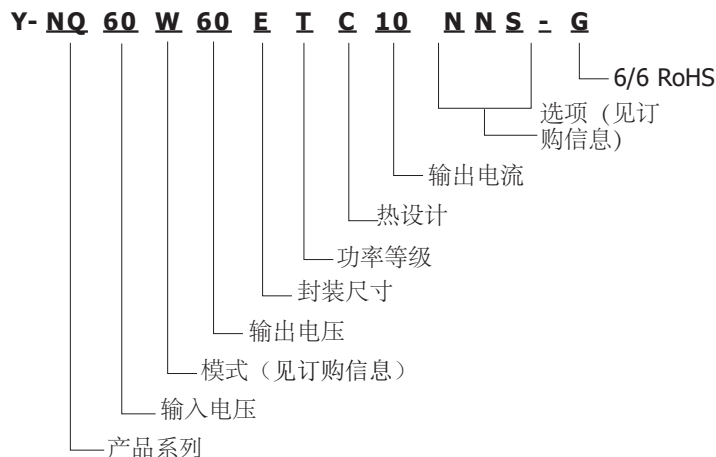 Y- NQ 60 W 60 E T C 10 N N S - G
6/6 RoHS
选项（见订
购信息)
输出电流
热设计
功率等级
封装尺寸
输出电压
模式（见订购信息）
输入电压
产品系列